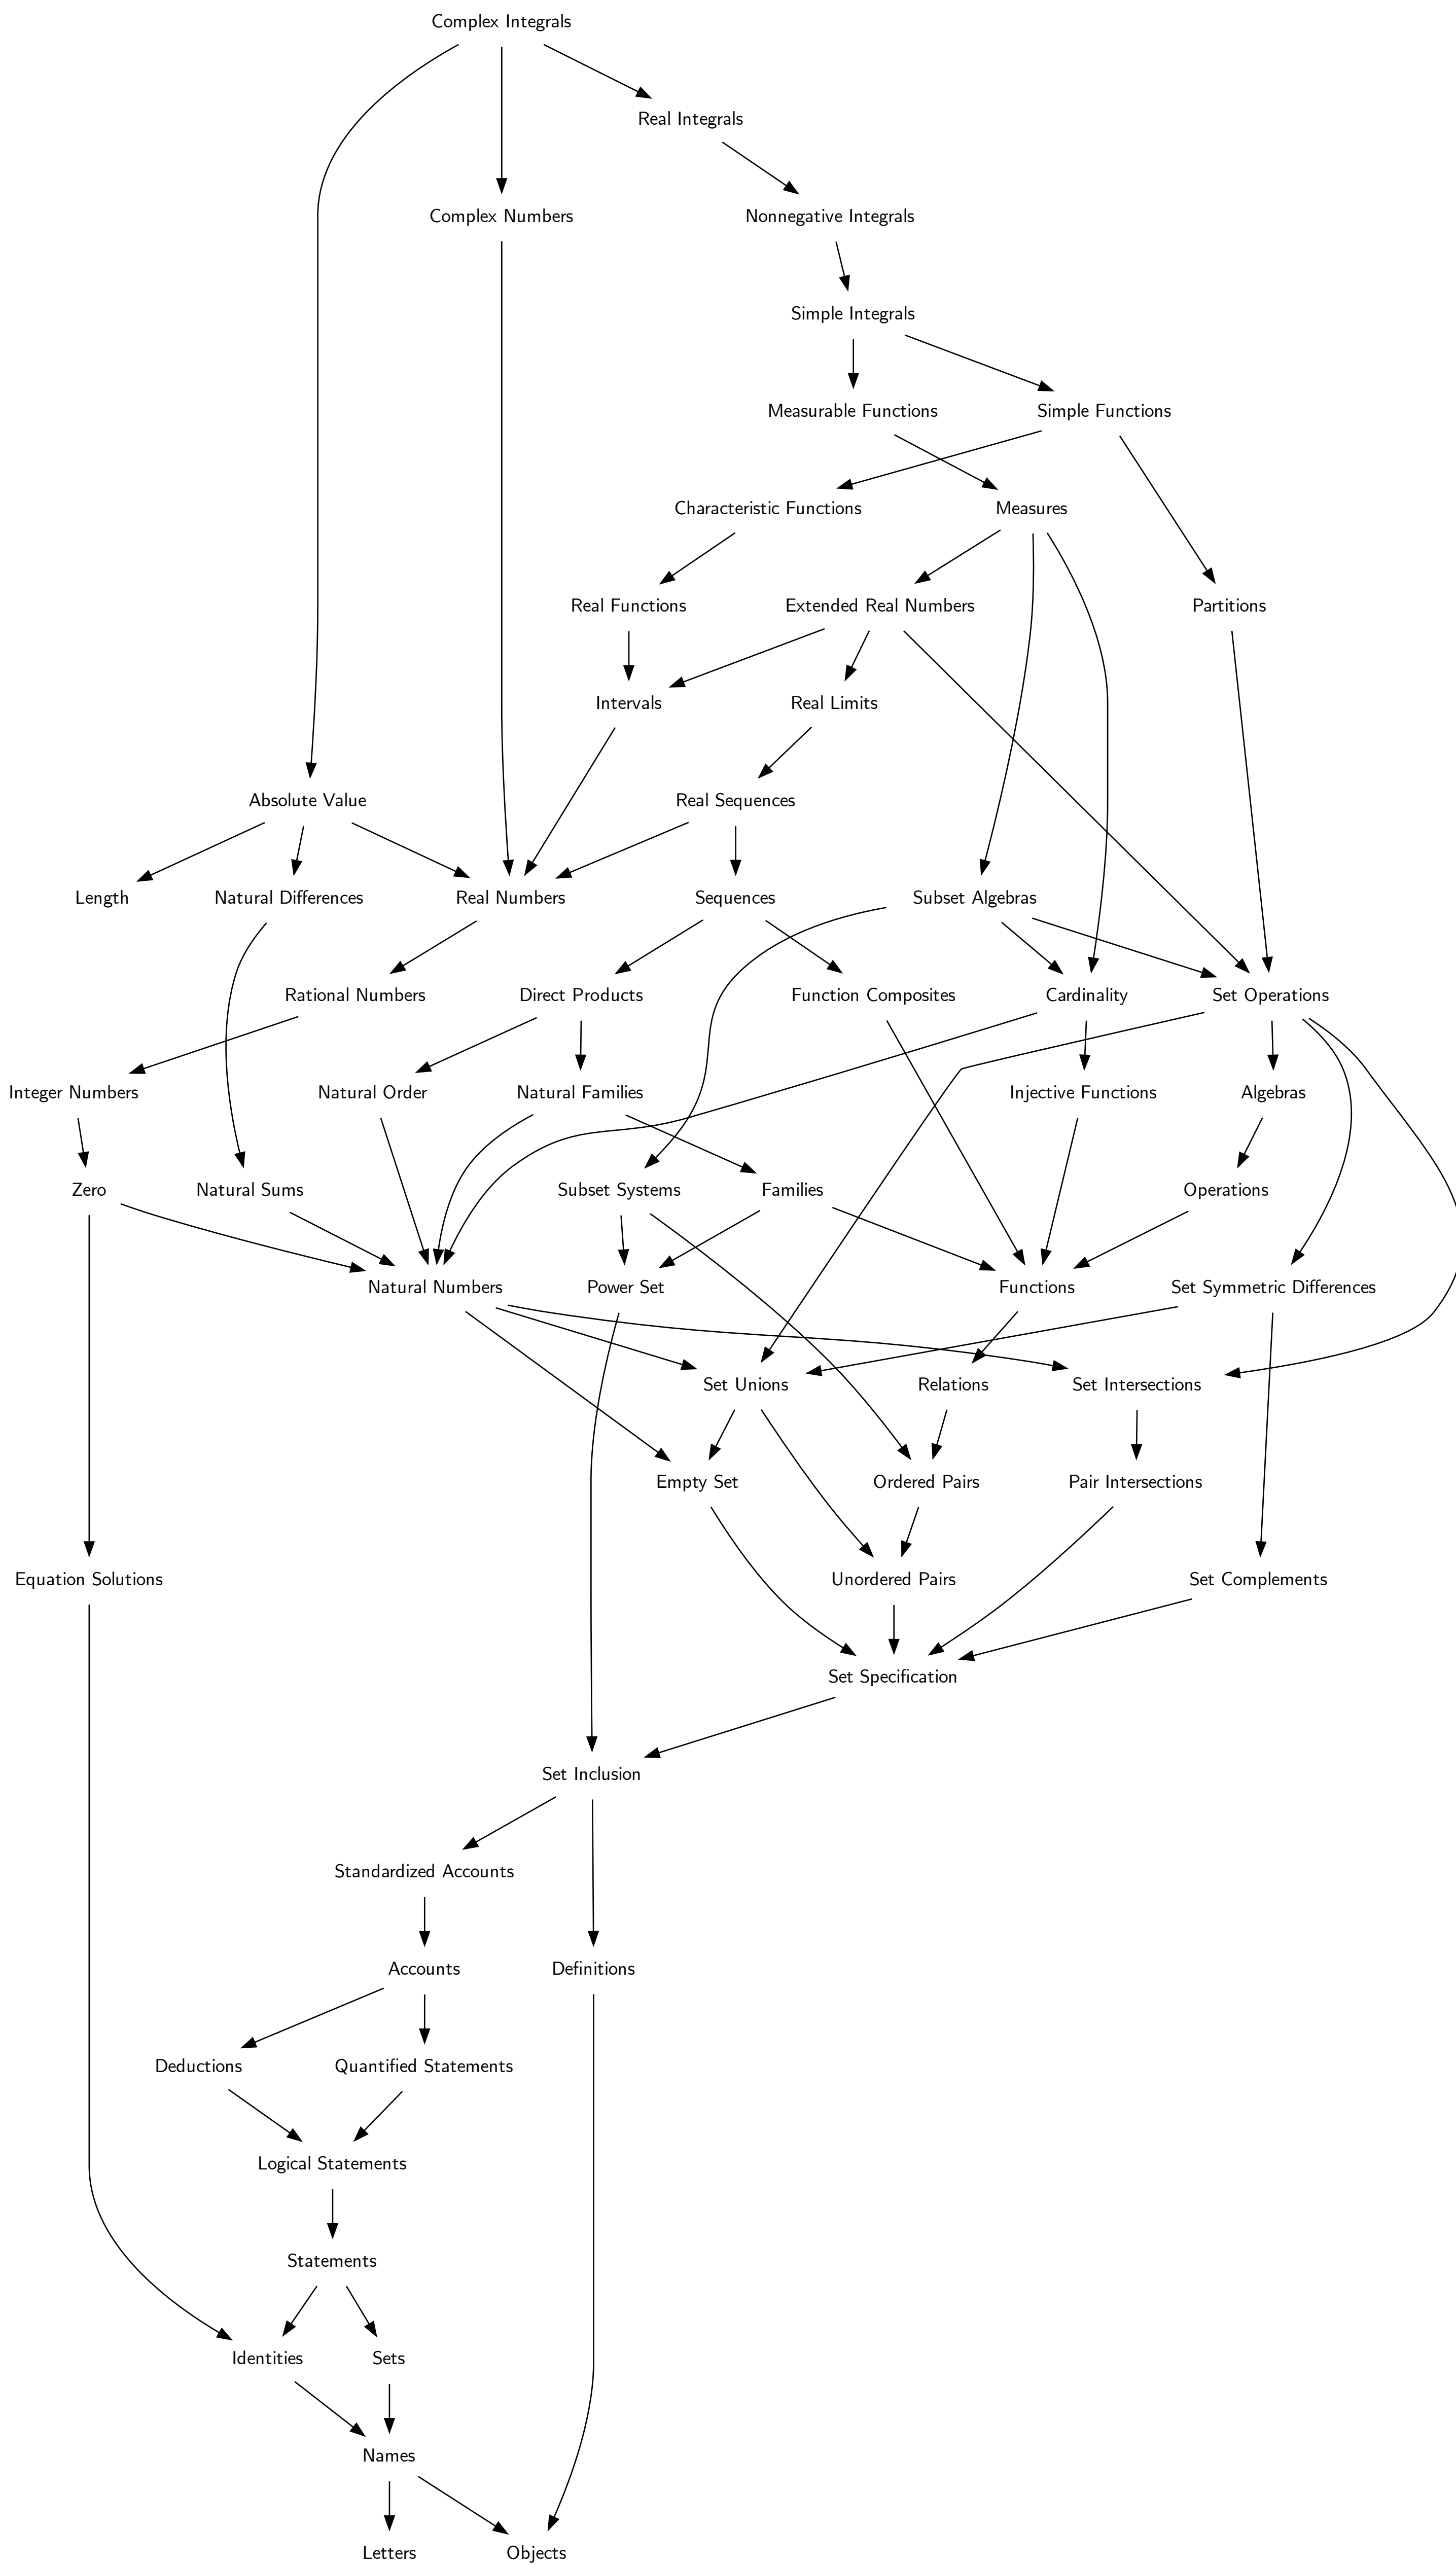 Complex Integrals
Real Integrals
Complex Numbers
Nonnegative Integrals
Simple Integrals
Measurable Functions
Simple Functions
Characteristic Functions
Measures
Real Functions
Extended Real Numbers
Partitions
Intervals
Real Limits
Absolute Value
Real Sequences
Length
Natural Differences
Real Numbers
Sequences
Subset Algebras
Rational Numbers
Direct Products
Function Composites
Cardinality
Set Operations
Integer Numbers
Natural Order
Natural Families
Injective Functions
Algebras
Zero
Natural Sums
Subset Systems
Families
Operations
Natural Numbers
Power Set
Functions
Set Symmetric Differences
Set Unions
Relations
Set Intersections
Empty Set
Ordered Pairs
Pair Intersections
Equation Solutions
Unordered Pairs
Set Complements
Set Specification
Set Inclusion
Standardized Accounts
Accounts
Definitions
Deductions
Quantified Statements
Logical Statements
Statements
Identities
Sets
Names
Letters
Objects